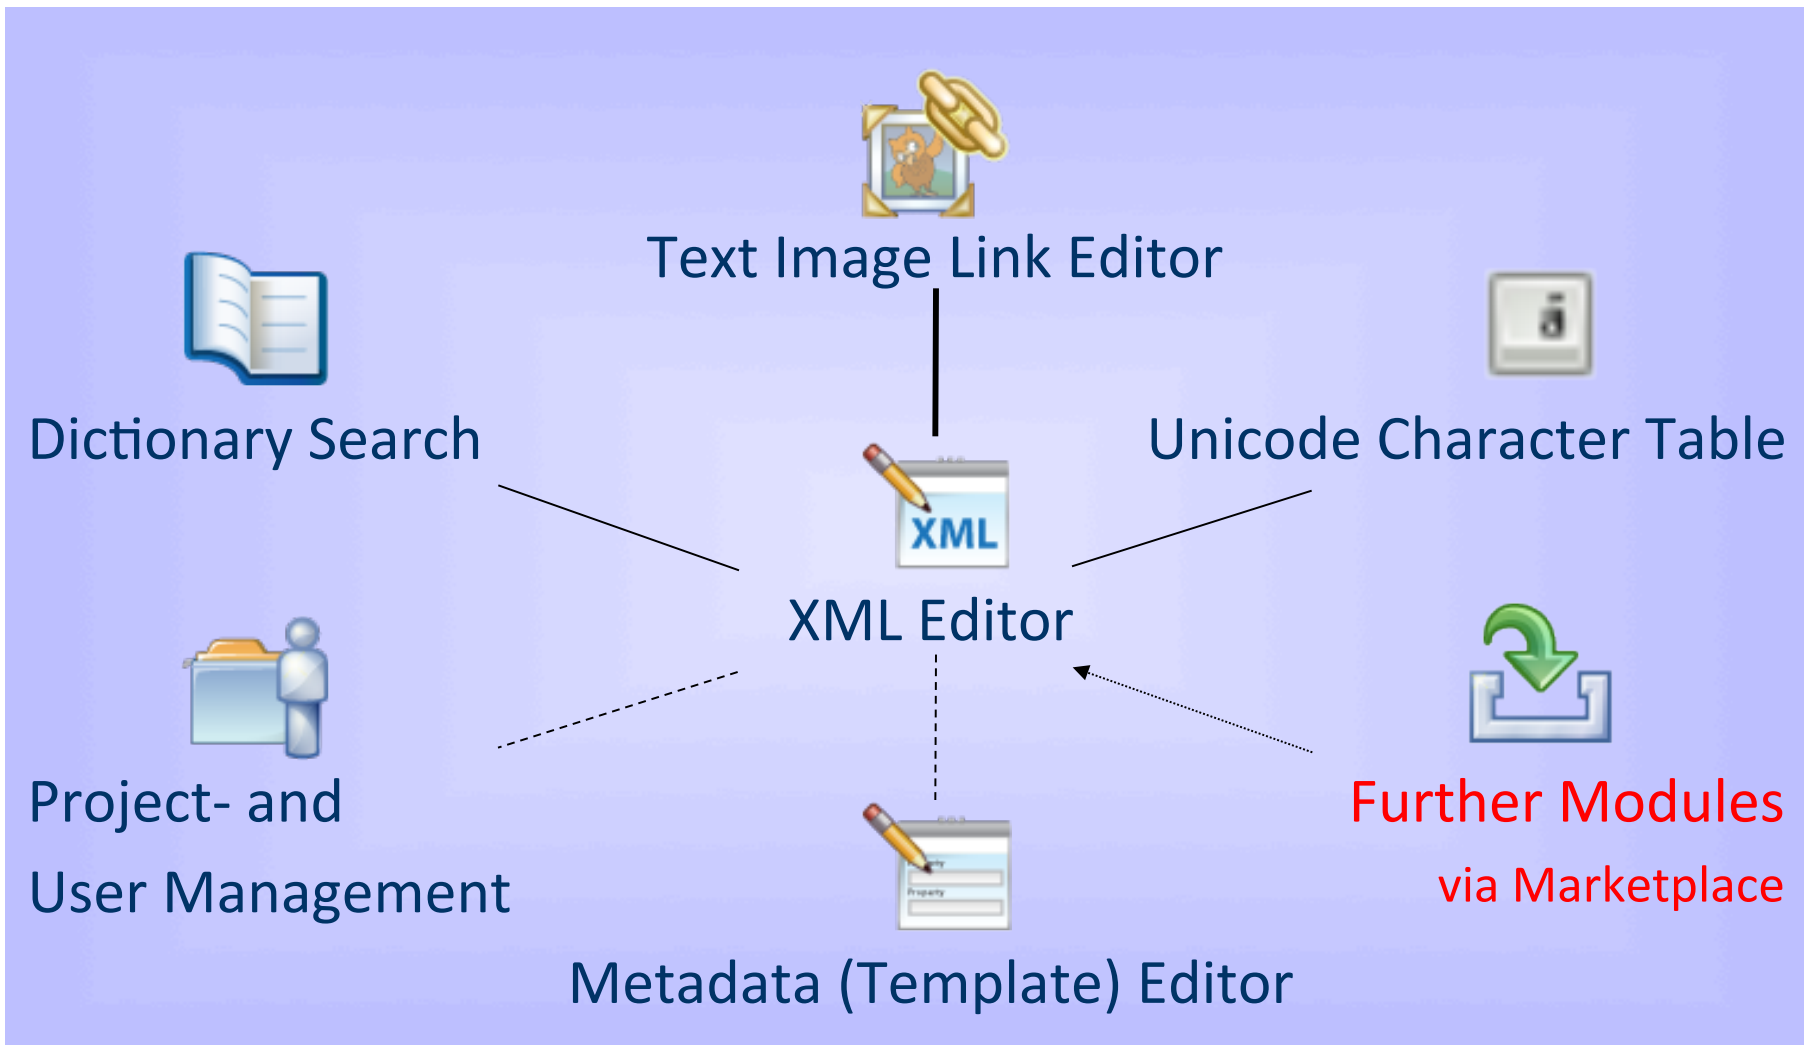 Text Image Link Editor
Dictionary Search
Unicode Character Table
XML
XML Editor
Project- and
User Management
Further Modules
via Marketplace
Property
Metadata (Template) Editor